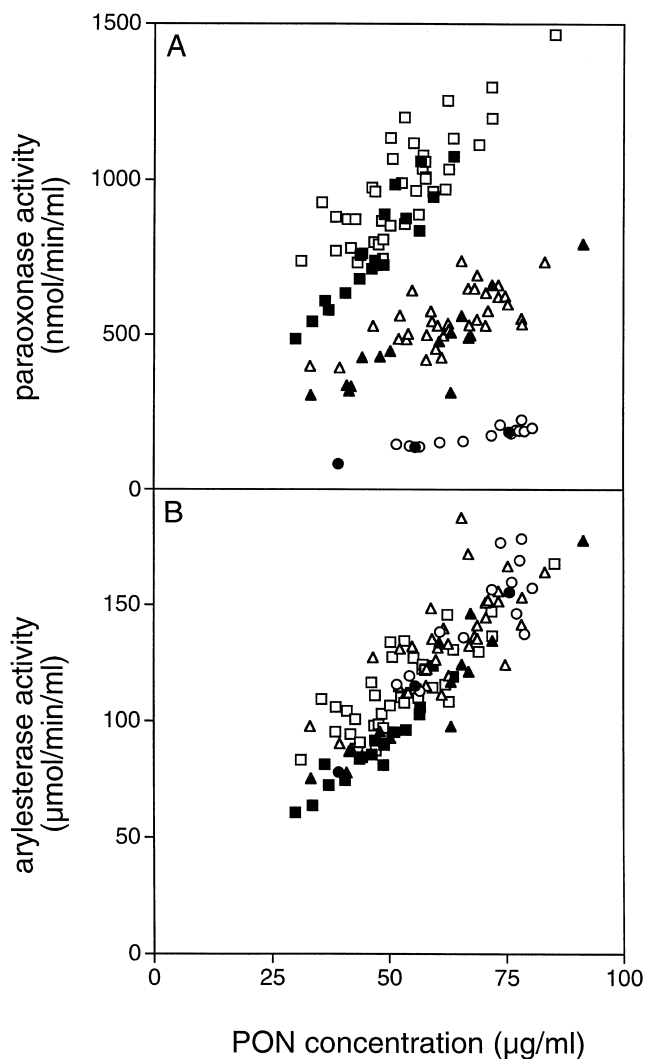 1500
A
1000
500
0
paraoxonase activity
(nmol/min/ml)
B
150
100
50
0
arylesterase activity
(μmol/min/ml)
0 25 50 75 100
PON concentration (μg/ml)